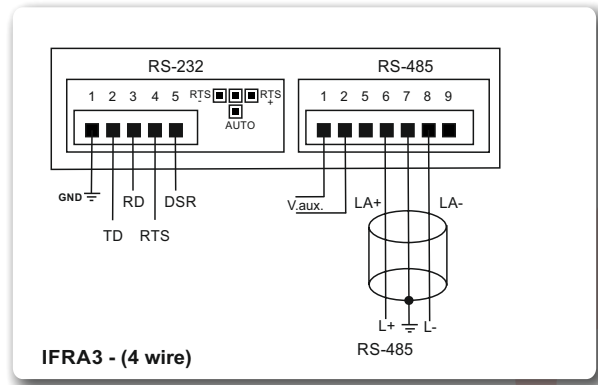 RS-232 RS-485
1 2 3 4 5 RTS - RTS + 1 2 5 6 7 8 9
AUTO
GND RD DSR V.aux. LA+ LA-
TD RTS
L+ L-
RS-485
IFRA3 - (4 wire)